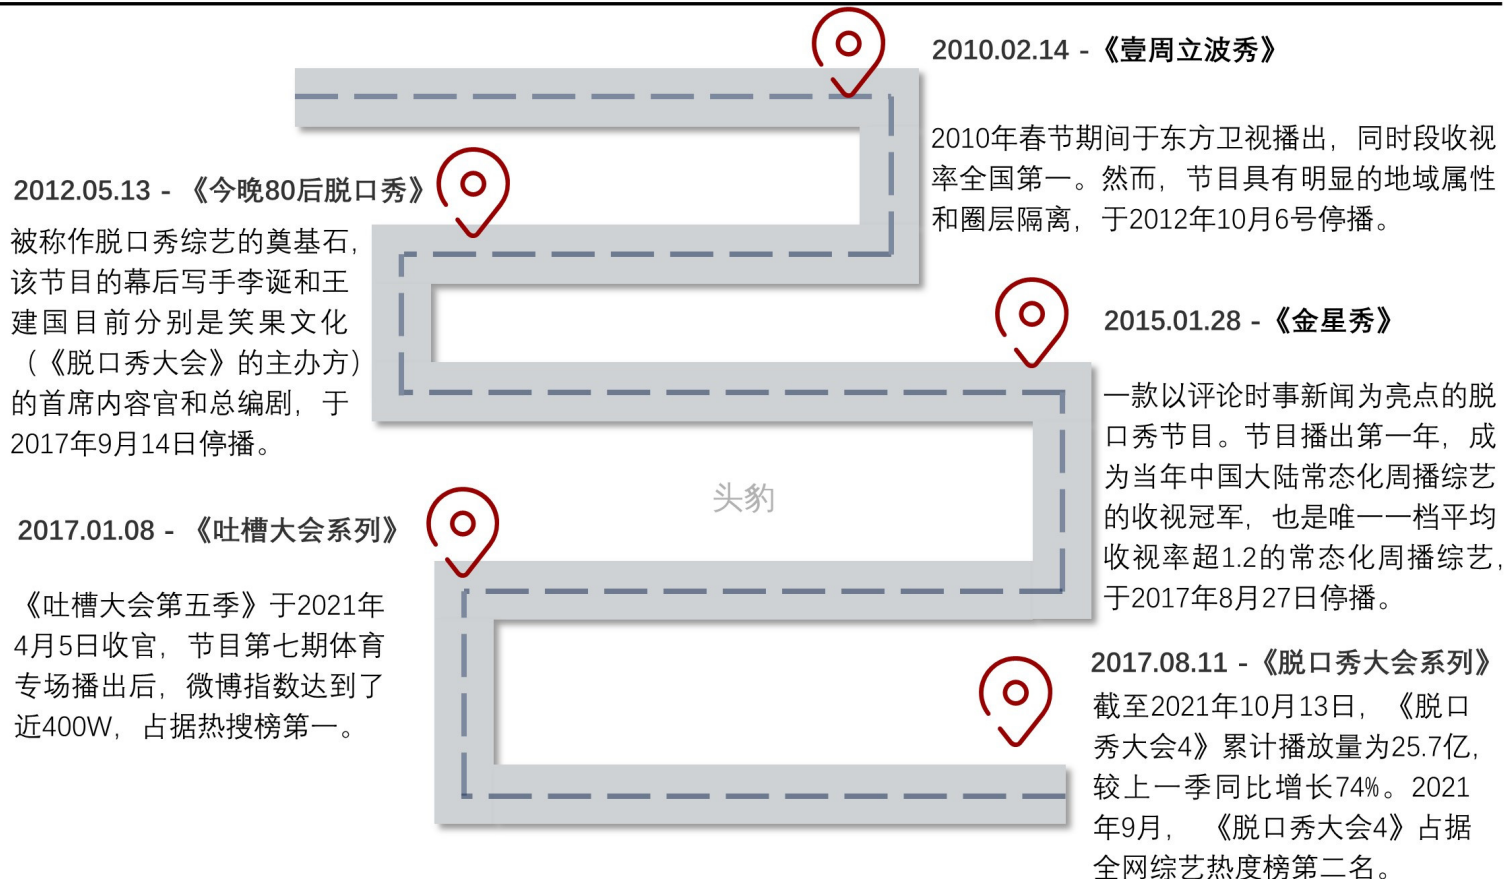 2010.02.14 -《壹周立波秀》
2010年春节期间于东方卫视播出，同时段收视
率全国第一。然而，节目具有明显的地域属性
和圈层隔离，于2012年10月6号停播。
2012.05.13 - 《今晚80后脱口秀》
被称作脱口秀综艺的奠基石，
该节目的幕后写手李诞和王
建国目前分别是笑果文化
（《脱口秀大会》的主办方）
的首席内容官和总编剧，于
2017年9月14日停播。
2015.01.28 -《金星秀》
一款以评论时事新闻为亮点的脱
口秀节目。节目播出第一年，成
为当年中国大陆常态化周播综艺
的收视冠军，也是唯一一档平均
收视率超1.2的常态化周播综艺，
于2017年8月27日停播。
头豹
2017.01.08 - 《吐槽大会系列》
《吐槽大会第五季》于2021年
4月5日收官，节目第七期体育
专场播出后，微博指数达到了
近400W，占据热搜榜第一。
2017.08.11 -《脱口秀大会系列》
截至2021年10月13日，《脱口
秀大会4》累计播放量为25.7亿，
较上一季同比增长74%。2021
年9月，《脱口秀大会4》占据
全网综艺热度榜第二名。